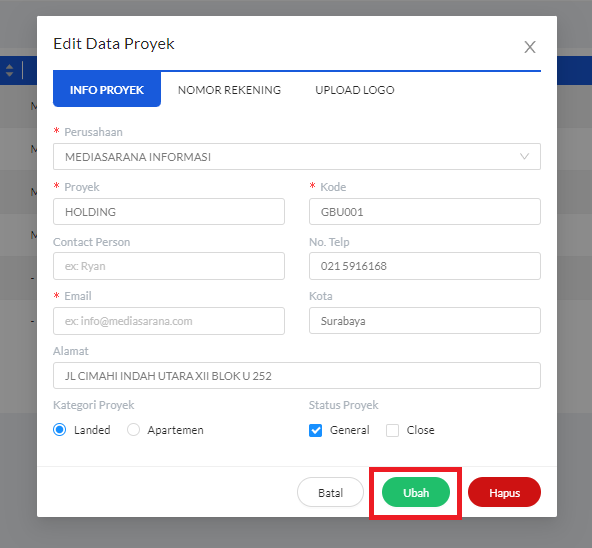 Edit Data Proyek
INFO PROYEK NOMOR REKENING UPLOAD LOGO
* Perusahaan
MEDIASARANA INFORMASI
* Proyek * Kode
HOLDING GBU001
Contact Person No. Telp
ex: Ryan 021 5916168
* Email Kota
ex: info@mediasarana.com Surabaya
Alamat
JL CIMAHI INDAH UTARA XII BLOK U 252
Kategori Proyek Status Proyek
Landed Apartemen General Close
Batal Ubah Hapus